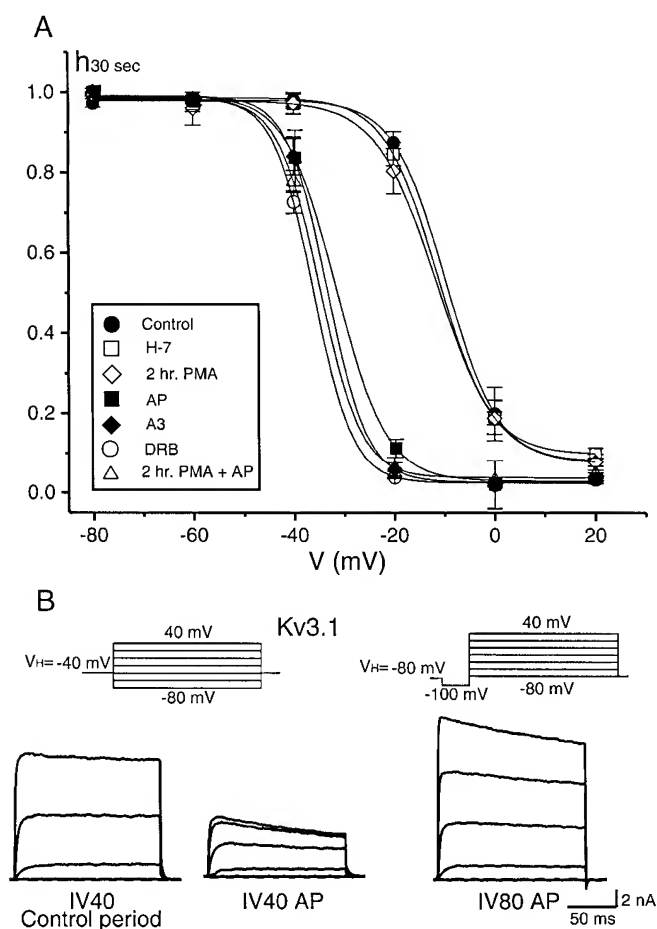 A
h30 sec
1.0
0.8
0.6
0.4
0.2
0.0
Control
H-7
2 hr. PMA
AP
A3
DRB
2 hr. PMA + AP
-80 -60 -40 -20 0 20
V (mV)
B
Kv3.1
40 mV
VH= -40 mV
-80 mV
40 mV
VH= -80 mV
-100 mV
-80 mV
IV40
Control period
IV40 AP
IV80 AP
2 nA
50 ms